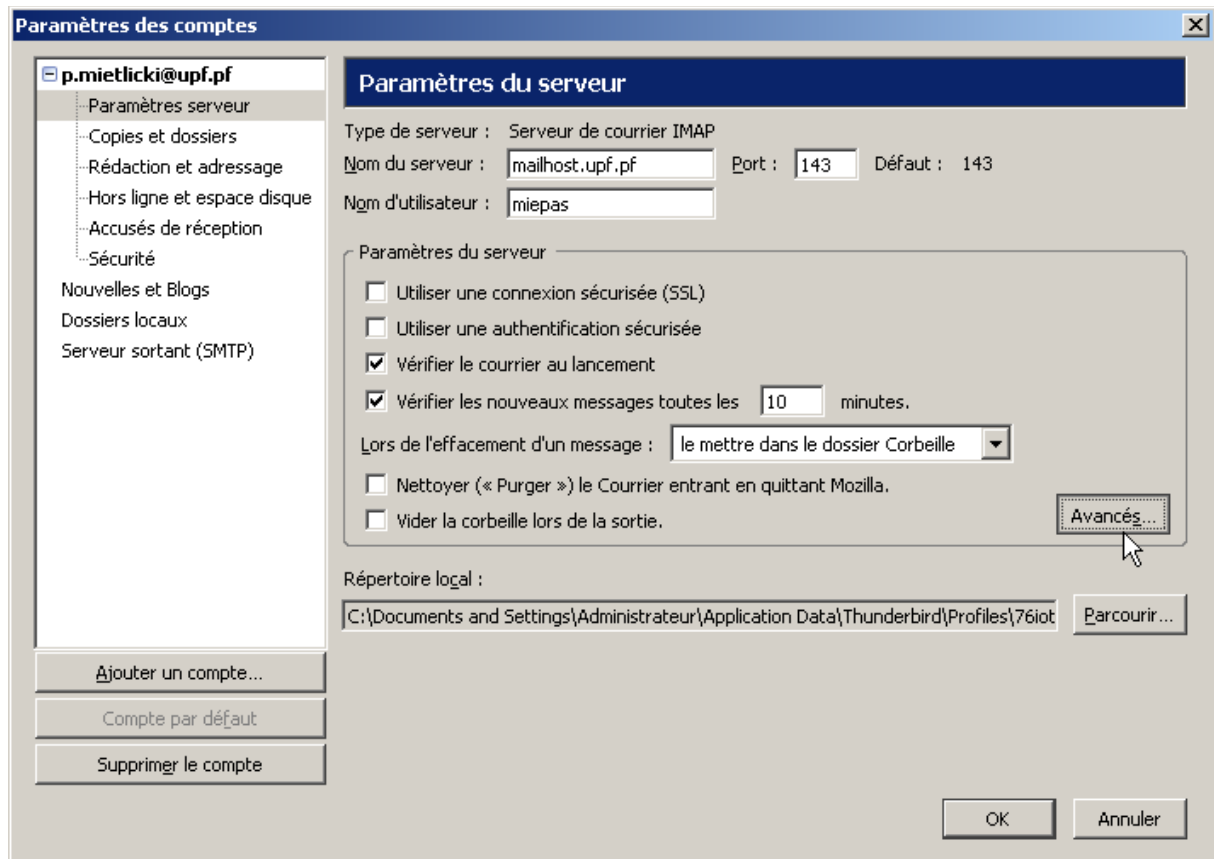 Paramètres des comptes
p.mietlicki@upf.pf
Paramètres serveur
Copies et dossiers
Rédaction et adressage
Hors ligne et espace disque
Accusés de réception
Sécurité
Nouvelles et Blogs
Dossiers locaux
Serveur sortant (SMTP)
Ajouter un compte...
Compte par défaut
Supprimer le compte
Paramètres du serveur
Type de serveur : Serveur de courrier IMAP
Nom du serveur : mailhost.upf.pf Port : 143 Défaut : 143
Nom d'utilisateur : miepas
Paramètres du serveur
Utiliser une connexion sécurisée (SSL)
Utiliser une authentification sécurisée
Vérifier le courrier au lancement
Vérifier les nouveaux messages toutes les 10 minutes.
Lors de l'effacement d'un message : le mettre dans le dossier Corbeille
Nettoyer (« Purger ») le Courrier entrant en quittant Mozilla.
Vider la corbeille lors de la sortie.
Avancés...
Répertoire local :
C:\Documents and Settings\Administrateur\Application Data\Thunderbird\Profiles\76iot
Parcourir...
OK
Annuler